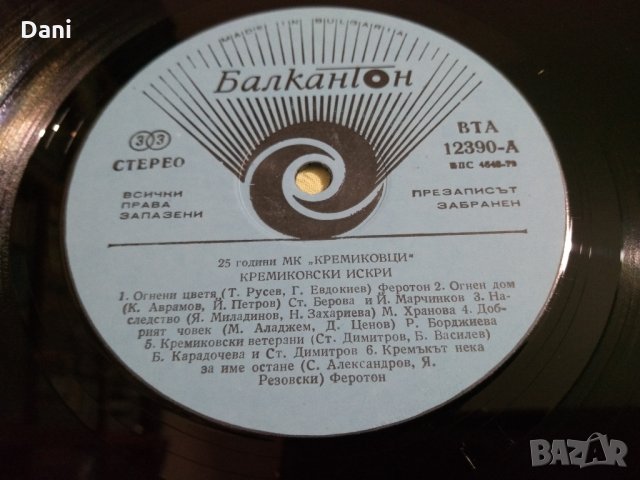 Dani
MADE IN BULGARIA
Балкантон
33
СТЕРЕО
ВТА
12390-А
ВПС 4648-79
ВСИЧКИ
ПРАВА
ЗАПАЗЕНИ
ПРЕЗАПИСЪТ
ЗАБРАНЕН
25 години МК „КРЕМИКОВЦИ"
КРЕМИКОВСКИ ИСКРИ
1. Огнени цветя (Т. Русев, Г. Евдокиев) Феротон 2. Огнен дом
(К. Аврамов, Й. Петров) Ст. Берова и Й. Марчинков 3. На-
следство (Я. Миладинов, Н. Захариева) М. Хранова 4. Доб-
рият човек (М. Аладжем, Д. Ценов) Р. Борджиева
5. Кремиковски ветерани (Ст. Димитров, Б. Василев)
Б. Карадочева и Ст. Димитров 6. Кремъкът нека
за име остане (С. Александров, Я.
Резовски) Феротон
BAZAR